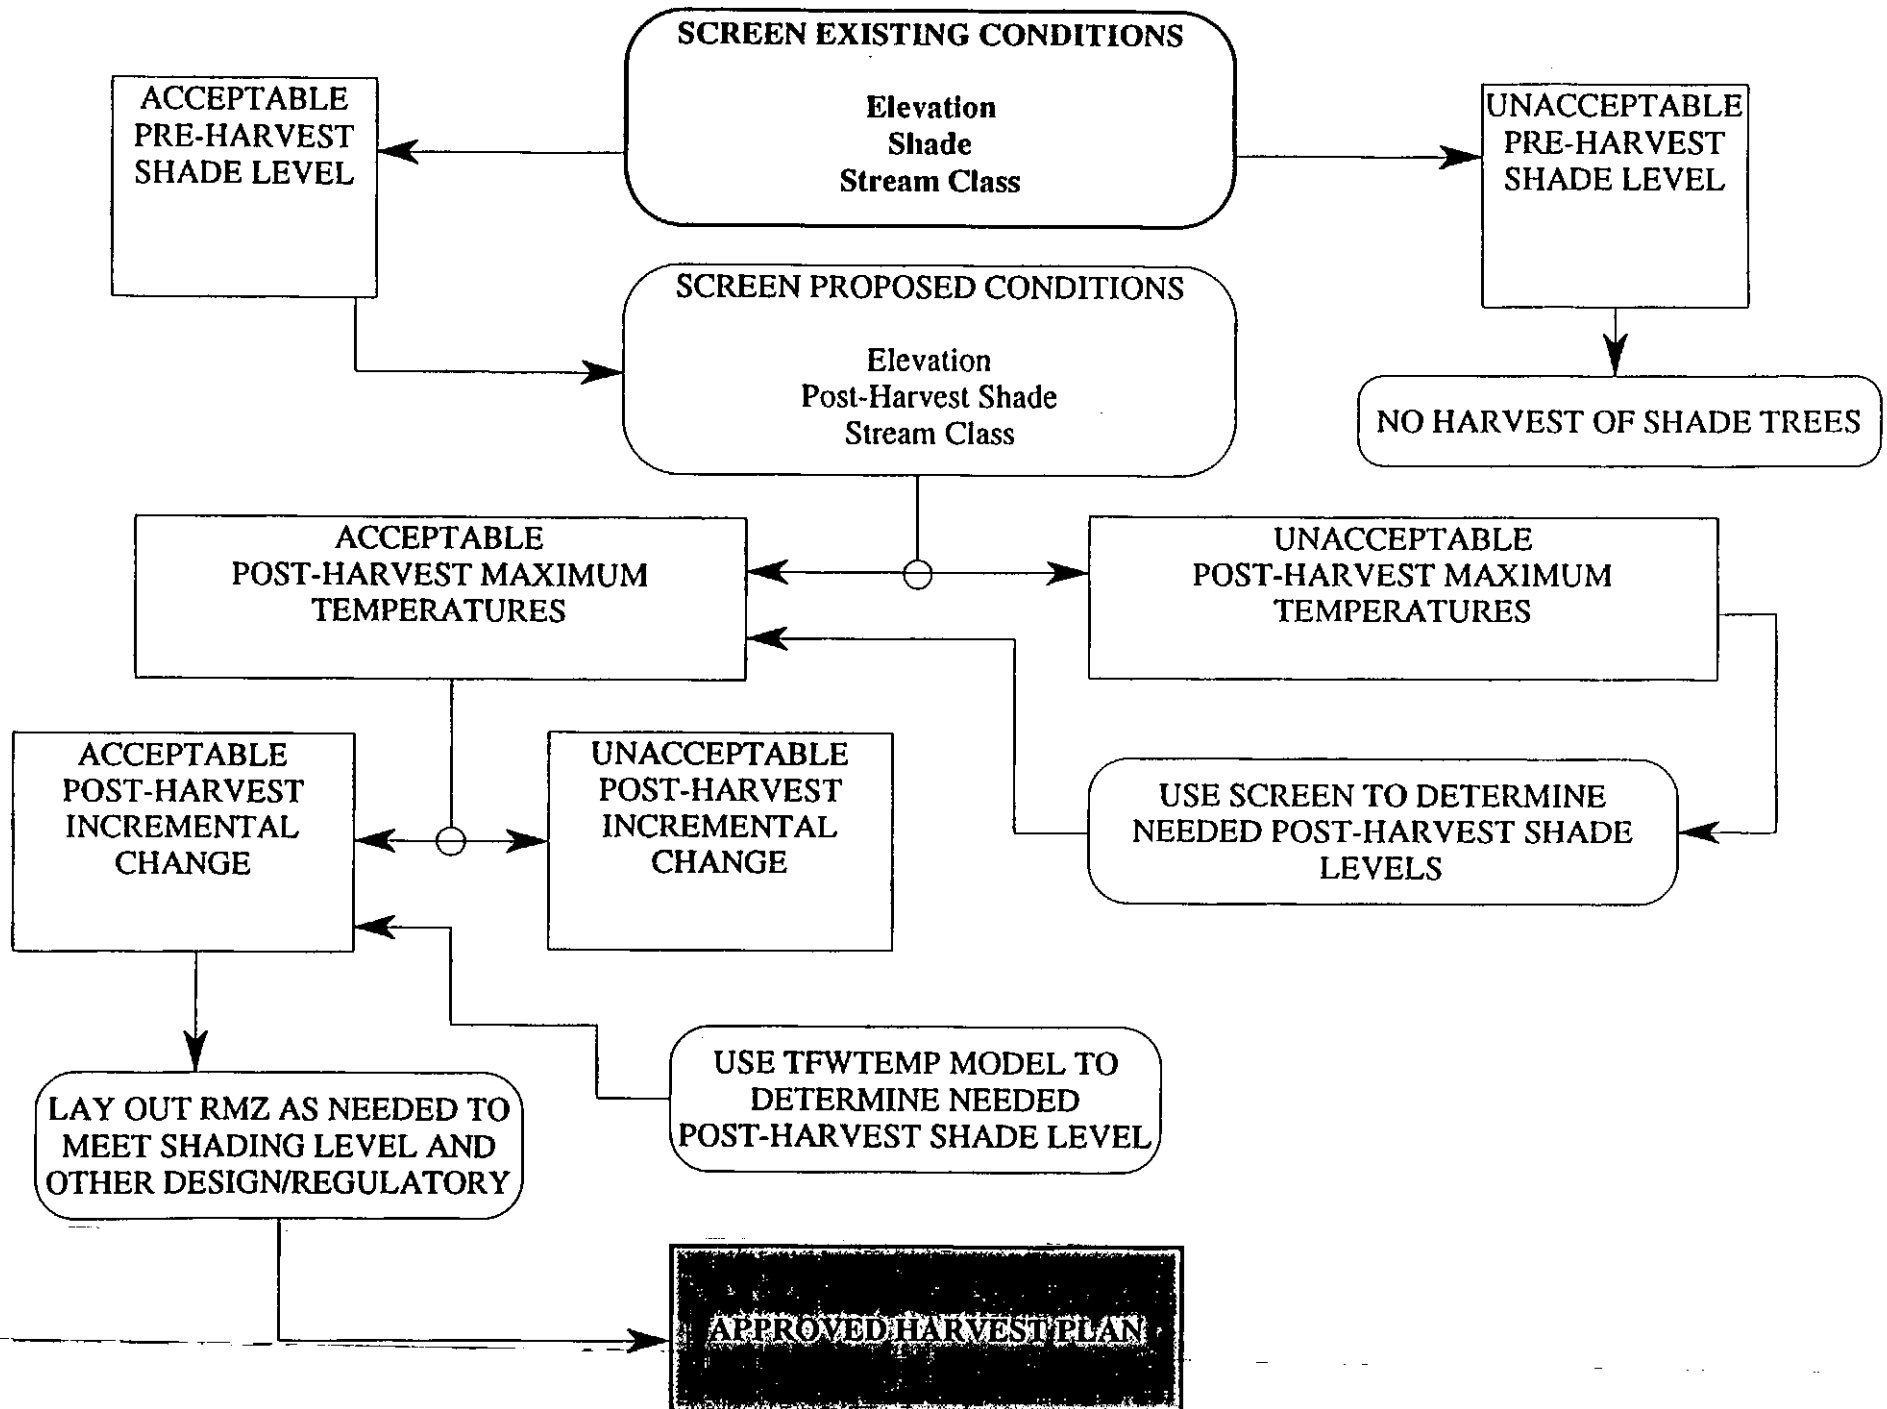 SCREEN EXISTING CONDITIONS
Elevation
Shade
Stream Class
ACCEPTABLE
PRE-HARVEST
SHADE LEVEL
UNACCEPTABLE
PRE-HARVEST
SHADE LEVEL
SCREEN PROPOSED CONDITIONS
Elevation
Post-Harvest Shade
Stream Class
NO HARVEST OF SHADE TREES
ACCEPTABLE
POST-HARVEST MAXIMUM
TEMPERATURES
UNACCEPTABLE
POST-HARVEST MAXIMUM
TEMPERATURES
ACCEPTABLE
POST-HARVEST
INCREMENTAL
CHANGE
UNACCEPTABLE
POST-HARVEST
INCREMENTAL
CHANGE
USE SCREEN TO DETERMINE
NEEDED POST-HARVEST SHADE
LEVELS
USE TFWTEMP MODEL TO
DETERMINE NEEDED
POST-HARVEST SHADE LEVEL
LAY OUT RMZ AS NEEDED TO
MEET SHADING LEVEL AND
OTHER DESIGN/REGULATORY
APPROVED HARVEST PLAN